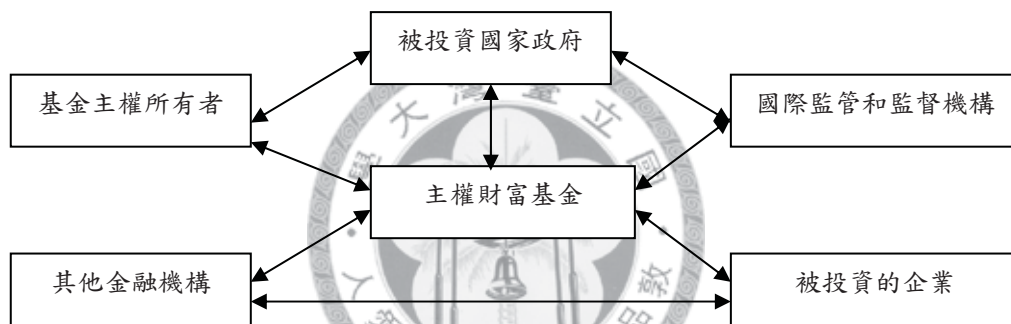 被投資國家政府
基金主權所有者
國際監管和監督機構
主權財富基金
其他金融機構
被投資的企業